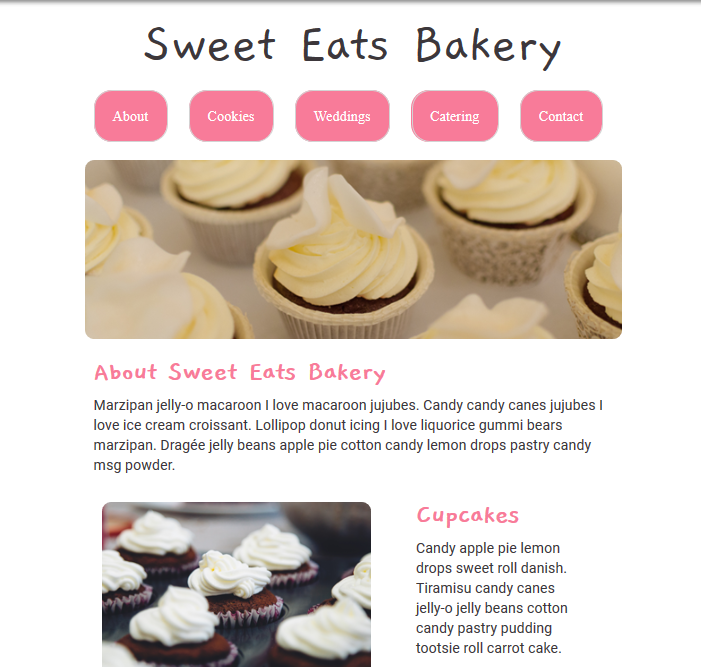 Sweet Eats Bakery
About
Cookies
Weddings
Catering
Contact
About Sweet Eats Bakery
Marzipan jelly-o macaroon I love macaroon jujubes. Candy candy canes jujubes I
love ice cream croissant. Lollipop donut icing I love liquorice gummi bears
marzipan. Dragée jelly beans apple pie cotton candy lemon drops pastry candy
msg powder.
Cupcakes
Candy apple pie lemon
drops sweet roll danish.
Tiramisu candy canes
jelly-o jelly beans cotton
candy pastry pudding
tootsie roll carrot cake.